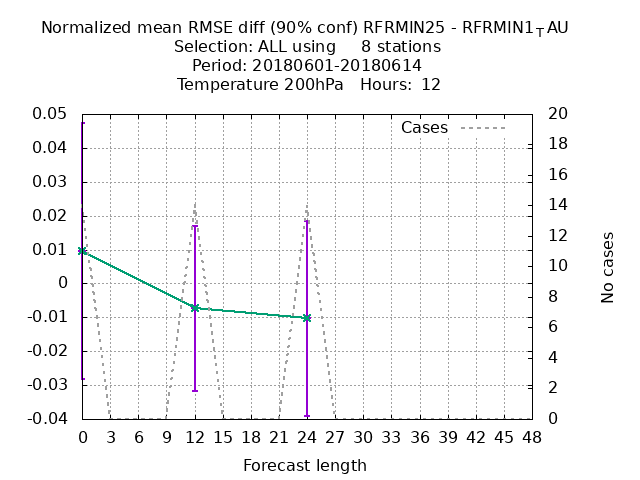 Normalized mean RMSE diff (90% conf) RFRMIN25 - RFRMIN1_TAU
Selection: ALL using     8 stations
Period: 20180601-20180614
Temperature 200hPa   Hours:  12
Cases
0.05
0.04
0.03
0.02
0.01
0
-0.01
-0.02
-0.03
-0.04
20
18
16
14
12
10
8
6
4
2
0
No cases
0 3 6 9 12 15 18 21 24 27 30 33 36 39 42 45 48
Forecast length